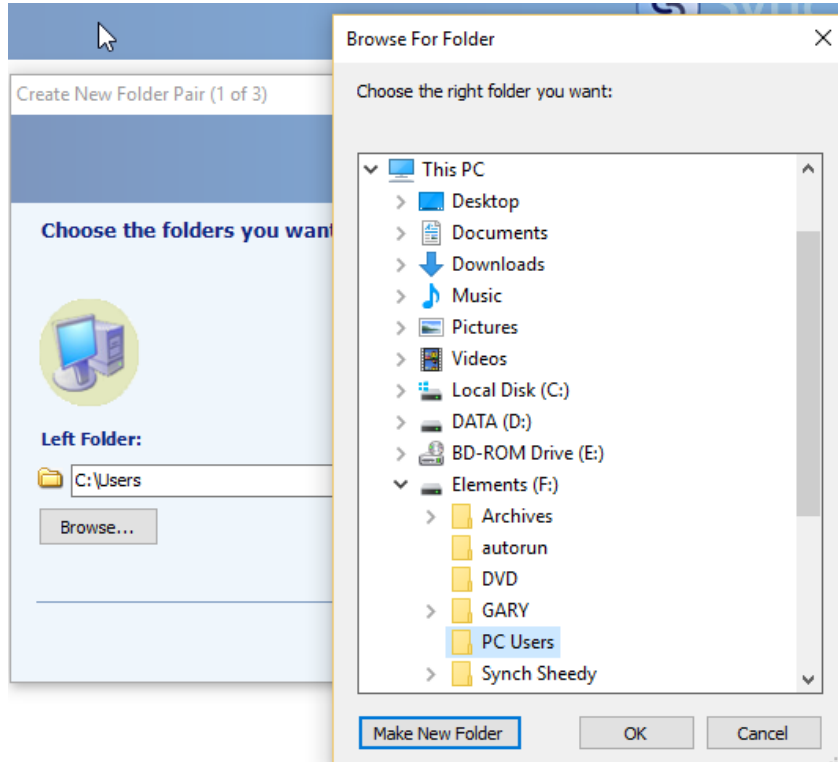 Create New Folder Pair (1 of 3)
Choose the folders you want
Left Folder:
C:\Users
Browse...
Browse For Folder
Choose the right folder you want:
This PC
Desktop
Documents
Downloads
Music
Pictures
Videos
Local Disk (C:)
DATA (D:)
BD-ROM Drive (E:)
Elements (F:)
Archives
autorun
DVD
GARY
PC Users
Synch Sheedy
Make New Folder
OK
Cancel